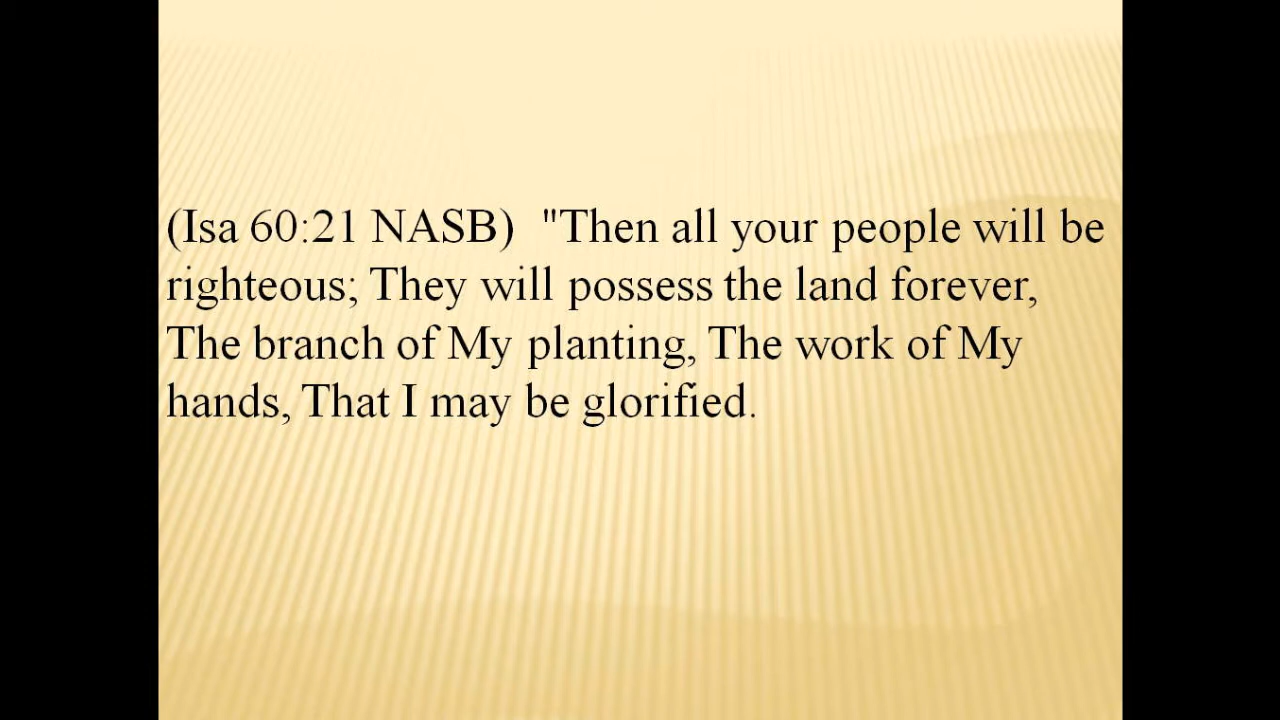 (Isa 60:21 NASB)  "Then all your people will be
righteous; They will possess the land forever,
The branch of My planting, The work of My
hands, That I may be glorified.